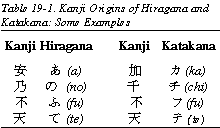 Table 19-1. Kanji Origins of Hiragana and
Katakana: Some Examples
Kanji Hiragana Kanji Katakana
安 あ (a) 加 カ (ka)
乃 の (no) 千 チ (chi)
不 ふ (fu) 不 フ (fu)
天 て (te) 天 テ (te)